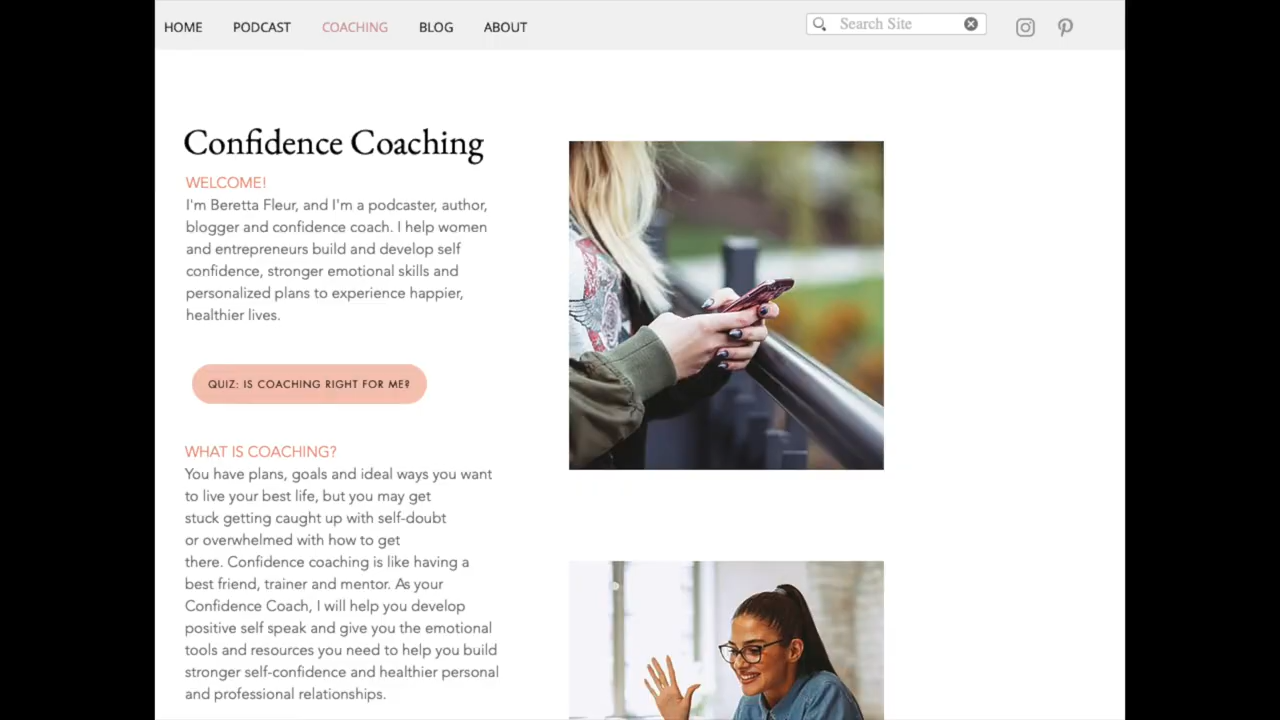 HOME PODCAST COACHING BLOG ABOUT Search Site
Confidence Coaching
WELCOME!
I'm Beretta Fleur, and I'm a podcaster, author,
blogger and confidence coach. I help women
and entrepreneurs build and develop self
confidence, stronger emotional skills and
personalized plans to experience happier,
healthier lives.
QUIZ: IS COACHING RIGHT FOR ME?
WHAT IS COACHING?
You have plans, goals and ideal ways you want
to live your best life, but you may get
stuck getting caught up with self-doubt
or overwhelmed with how to get
there. Confidence coaching is like having a
best friend, trainer and mentor. As your
Confidence Coach, I will help you develop
positive self speak and give you the emotional
tools and resources you need to help you build
stronger self-confidence and healthier personal
and professional relationships.